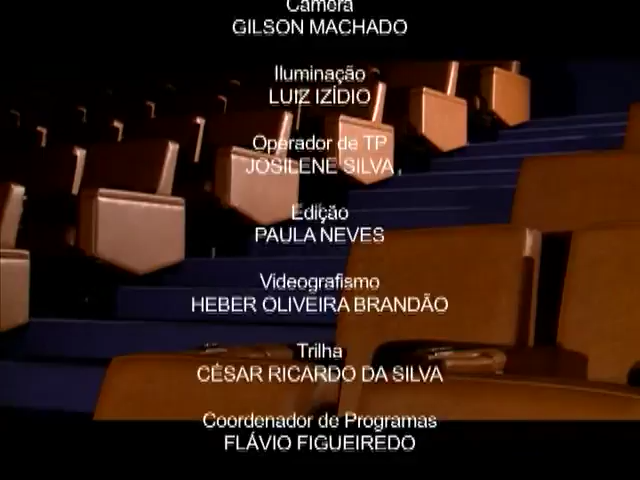 Câmera
GILSON MACHADO
Iluminação
LUIZ IZÍDIO
Operador de TP
JOSILENE SILVA
Edição
PAULA NEVES
Videografismo
HEBER OLIVEIRA BRANDÃO
Trilha
CÉSAR RICARDO DA SILVA
Coordenador de Programas
FLÁVIO FIGUEIREDO